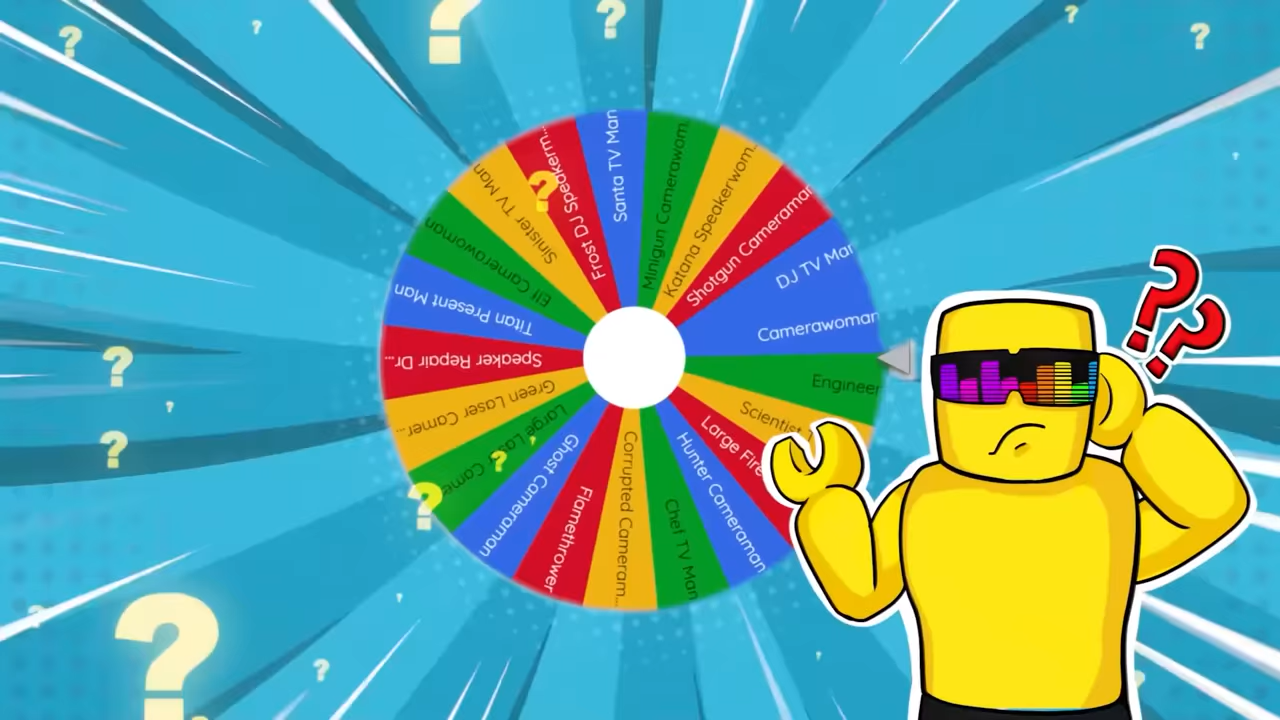 Santa TV Man
Minigun Camerawom...
Katana Speakerwom...
Shotgun Cameraman
DJ TV Man
Camerawoman
Engineer
Scientist
Large Fire
Hunter Cameraman
Chef TV Man
Corrupted Cameram...
Flamethrower
Ghost Cameraman
Large Laser Came
Green Laser Camer...
Speaker Repair Dr...
Titan Present Man
Elf Camerawoman
Sinister TV Man
Frost DJ Speakerm...
?
?
?
?
?
?
?
?
?
?
?
?
?
?
??